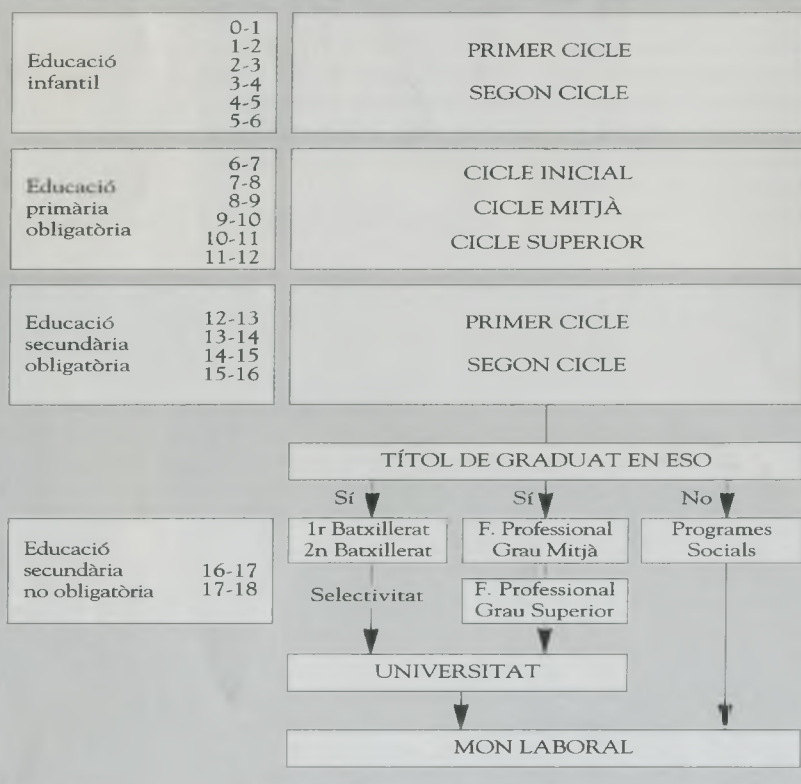 Educació
infantil
0-1
1-2
2-3
3-4
4-5
5-6
PRIMER CICLE
SEGON CICLE
Educació
primària
obligatòria
6-7
7-8
8-9
9-10
10-11
11-12
CICLE INICIAL
CICLE MITJÀ
CICLE SUPERIOR
Educació
secundària
obligatòria
12-13
13-14
14-15
15-16
PRIMER CICLE
SEGON CICLE
TÍTOL DE GRADUAT EN ESO
Sí
Sí
No
Educació
secundària
no obligatòria
16-17
17-18
1r Batxillerat
2n Batxillerat
F. Professional
Grau Mitjà
Programes
Socials
Selectivitat
F. Professional
Grau Superior
UNIVERSITAT
MON LABORAL